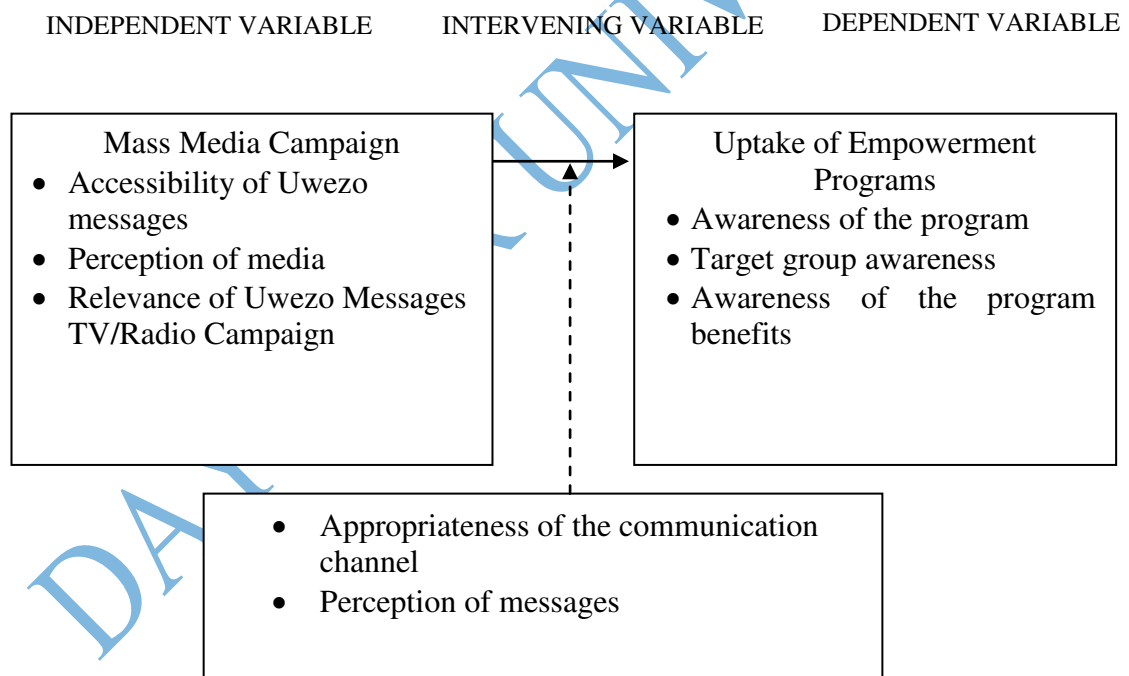 INDEPENDENT VARIABLE INTERVENING VARIABLE DEPENDENT VARIABLE
Mass Media Campaign
• Accessibility of Uwezo
messages
• Perception of media
• Relevance of Uwezo Messages
TV/Radio Campaign
Uptake of Empowerment
Programs
• Awareness of the program
• Target group awareness
• Awareness of the program
benefits
• Appropriateness of the communication
channel
• Perception of messages